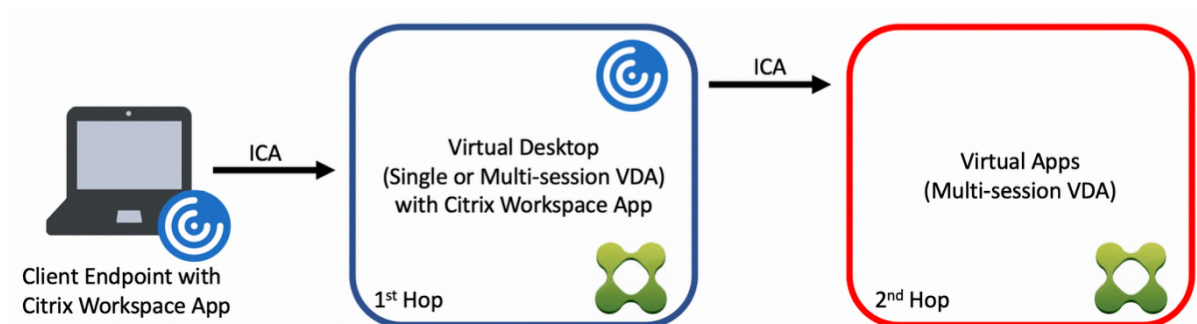 ICA
Client Endpoint with
Citrix Workspace App
Virtual Desktop
(Single or Multi-session VDA)
with Citrix Workspace App
1st Hop
ICA
Virtual Apps
(Multi-session VDA)
2nd Hop